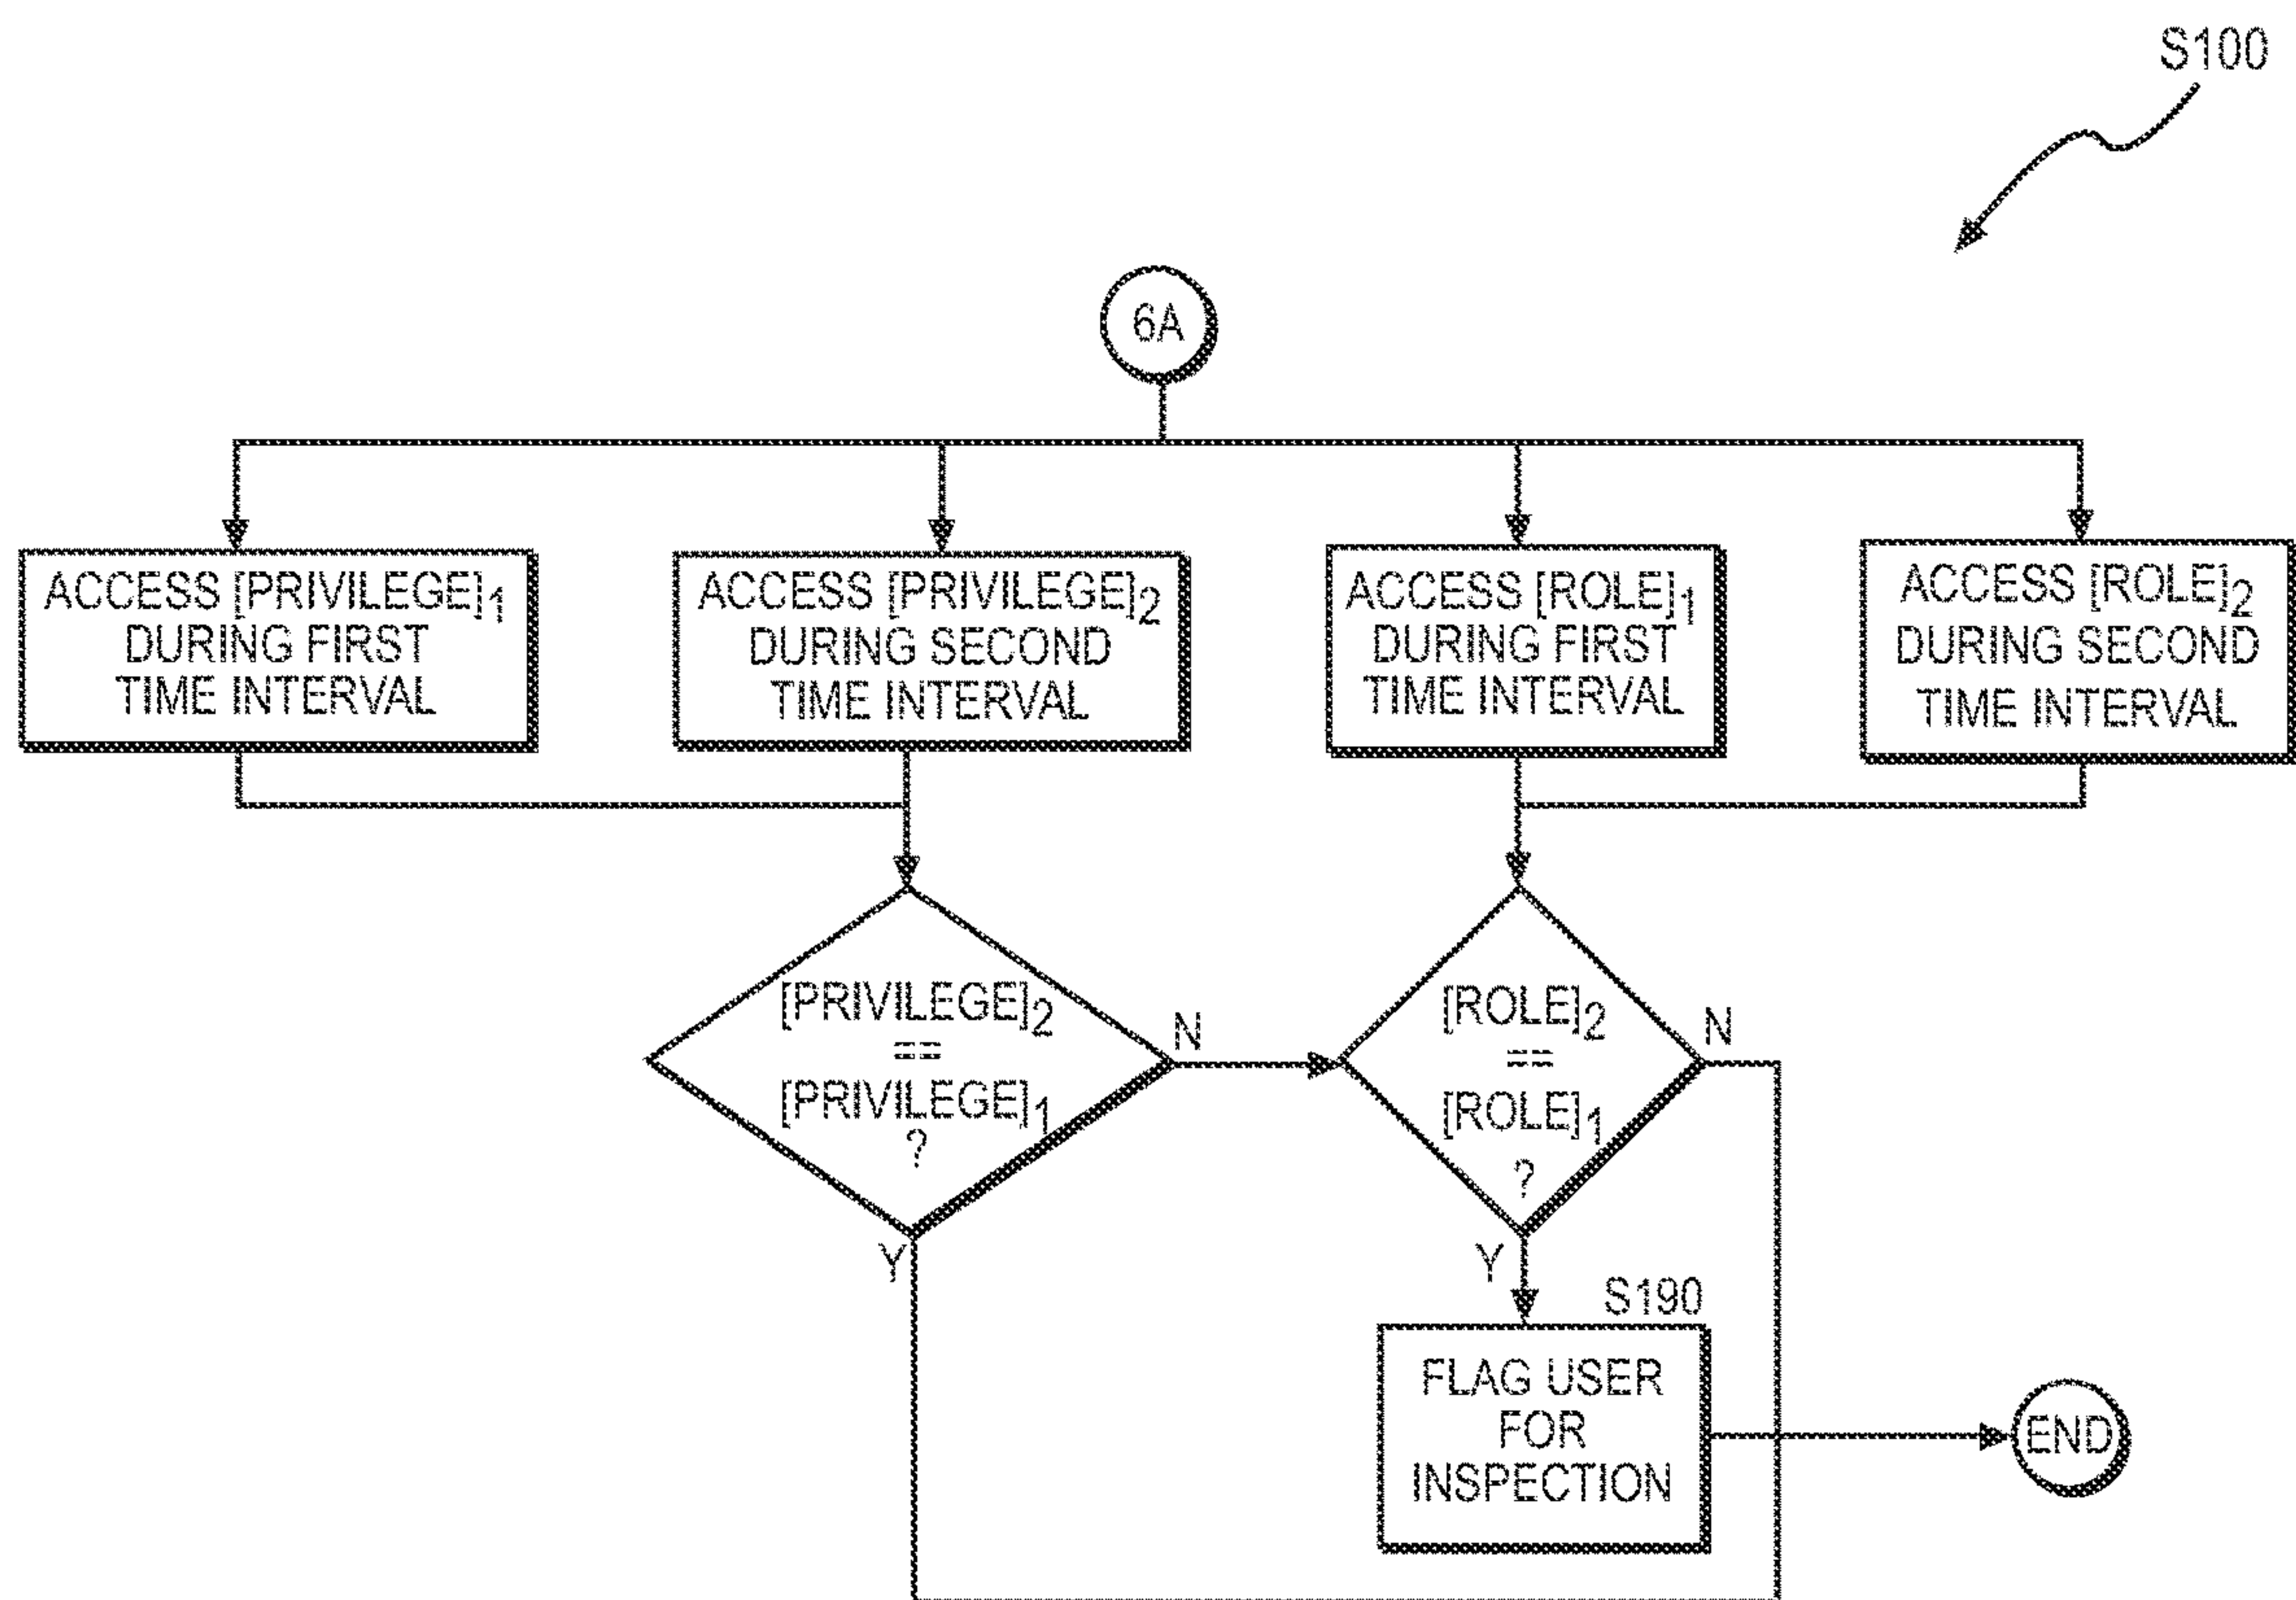 S100
6A
ACCESS [PRIVILEGE]1
DURING FIRST
TIME INTERVAL
ACCESS [PRIVILEGE]2
DURING SECOND
TIME INTERVAL
ACCESS [ROLE]1
DURING FIRST
TIME INTERVAL
ACCESS [ROLE]2
DURING SECOND
TIME INTERVAL
[PRIVILEGE]2
==
[PRIVILEGE]1
?
N
Y
[ROLE]2
==
[ROLE]1
?
N
Y
S190
FLAG USER
FOR
INSPECTION
END